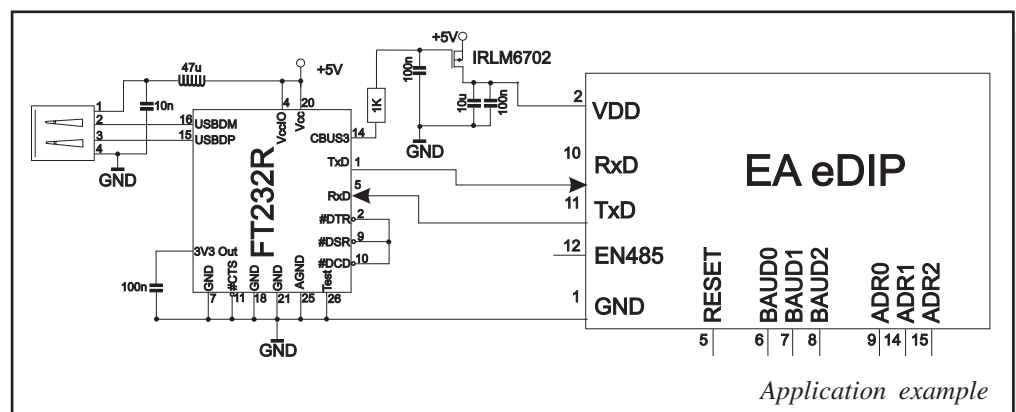 +5V
IRLM6702
47u
+5V
100n
10u
100n
1K
10n
1
2
3
4
GND
16 USBDM
15 USBDP
4
VccIO
20
Vcc
CBUS3
14
GND
TxD
1
5
RxD
#DTR
2
#DSR
9
#DCD
10
FT232R
3V3 Out
100n
GND
7
#CTS
11
GND
18
GND
21
AGND
25
Test
26
GND
EA eDIP
2
VDD
10
RxD
11
TxD
12
EN485
1
GND
RESET
5
BAUD0
6
BAUD1
7
BAUD2
8
ADR0
9
ADR1
14
ADR2
15
Application example